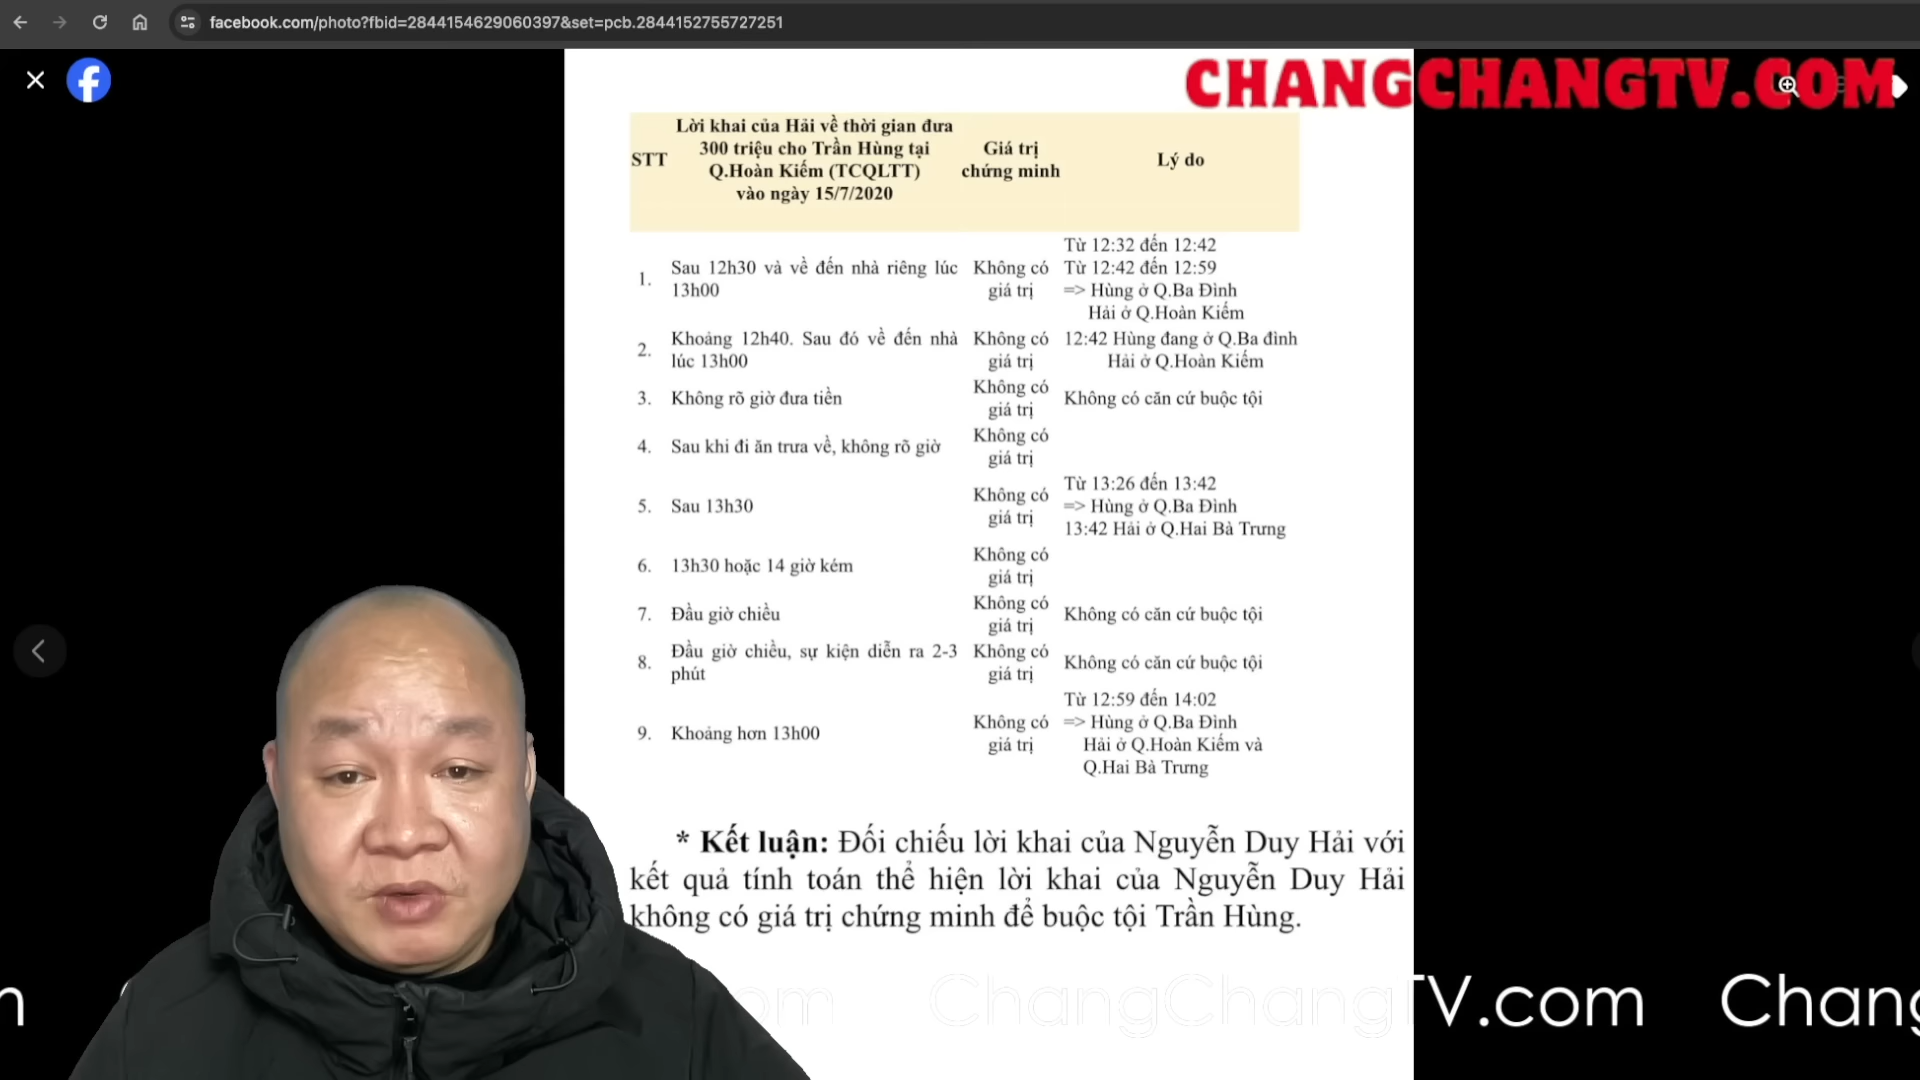 facebook.com/photo?fbid=2844154629060397&set=pcb.2844152755727251
CHANGCHANGTV.COM
STT
Lời khai của Hải về thời gian đưa
300 triệu cho Trần Hùng tại
Q.Hoàn Kiếm (TCQLTT)
vào ngày 15/7/2020
Giá trị
chứng minh
Lý do
1.
Sau 12h30 và về đến nhà riêng lúc
13h00
Không có
giá trị
Từ 12:32 đến 12:42
Từ 12:42 đến 12:59
=> Hùng ở Q.Ba Đình
Hải ở Q.Hoàn Kiếm
2.
Khoảng 12h40. Sau đó về đến nhà
lúc 13h00
Không có
giá trị
12:42 Hùng đang ở Q.Ba đình
Hải ở Q.Hoàn Kiếm
3.
Không rõ giờ đưa tiền
Không có
giá trị
Không có căn cứ buộc tội
4.
Sau khi đi ăn trưa về, không rõ giờ
Không có
giá trị
5.
Sau 13h30
Không có
giá trị
Từ 13:26 đến 13:42
=> Hùng ở Q.Ba Đình
13:42 Hải ở Q.Hai Bà Trưng
6.
13h30 hoặc 14 giờ kém
Không có
giá trị
7.
Đầu giờ chiều
Không có
giá trị
Không có căn cứ buộc tội
8.
Đầu giờ chiều, sự kiện diễn ra 2-3
phút
Không có
giá trị
Không có căn cứ buộc tội
9.
Khoảng hơn 13h00
Không có
giá trị
Từ 12:59 đến 14:02
=> Hùng ở Q.Ba Đình
Hải ở Q.Hoàn Kiếm và
Q.Hai Bà Trưng
* Kết luận: Đối chiếu lời khai của Nguyễn Duy Hải với
kết quả tính toán thể hiện lời khai của Nguyễn Duy Hải
không có giá trị chứng minh để buộc tội Trần Hùng.
om ChangChangTV.com Chang